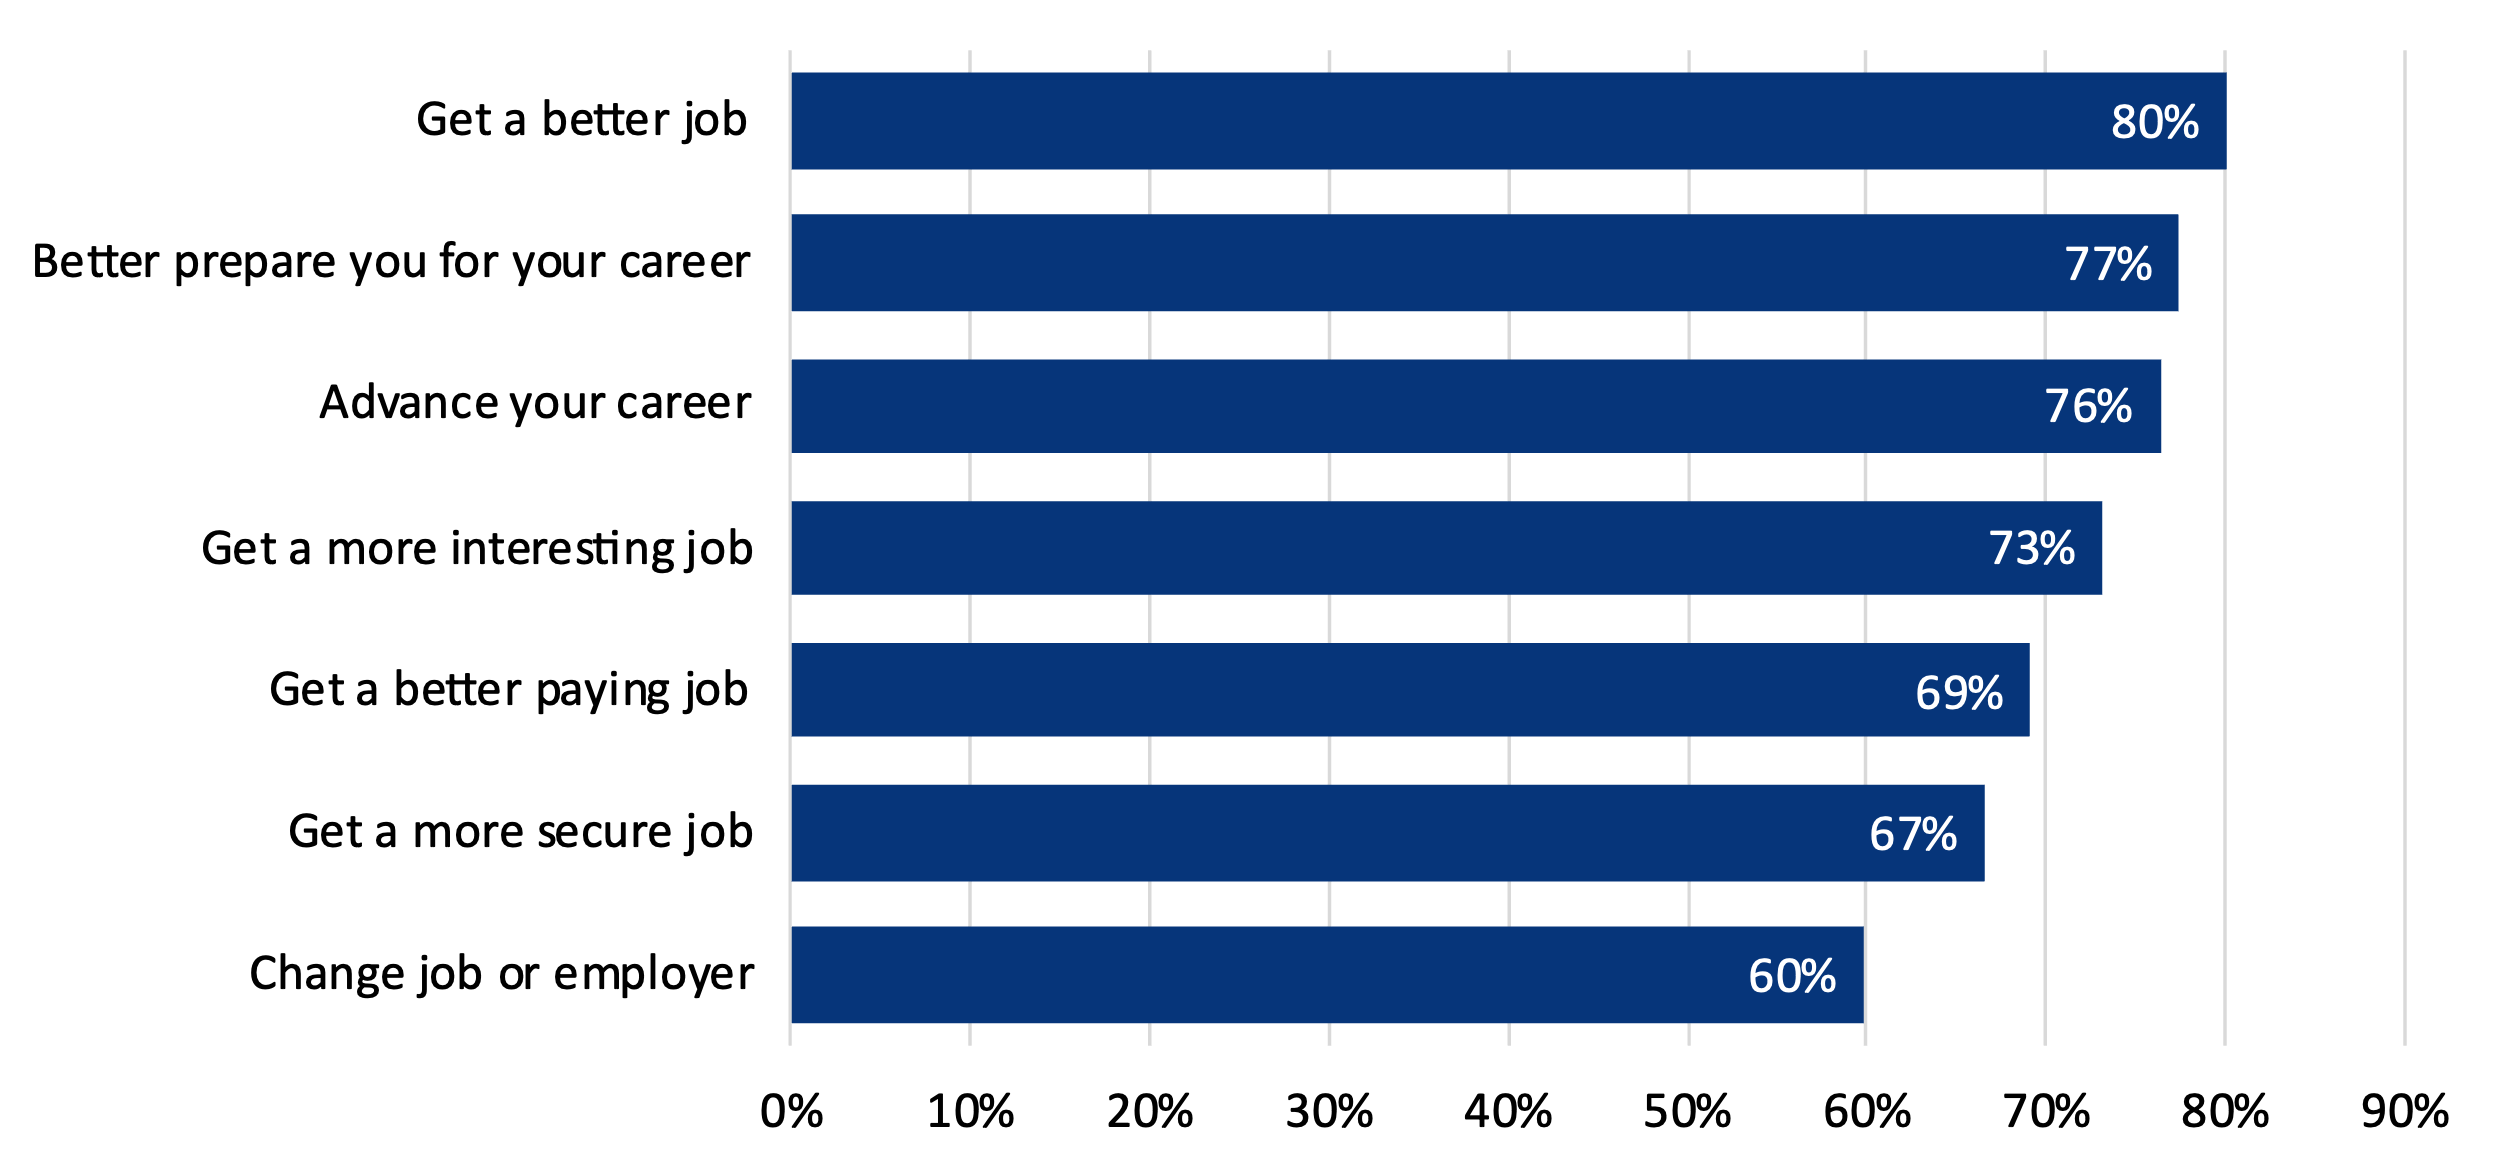 Get a better job
80%
Better prepare you for your career
77%
Advance your career
76%
Get a more interesting job
73%
Get a better paying job
69%
Get a more secure job
67%
Change job or employer
60%
0% 10% 20% 30% 40% 50% 60% 70% 80% 90%